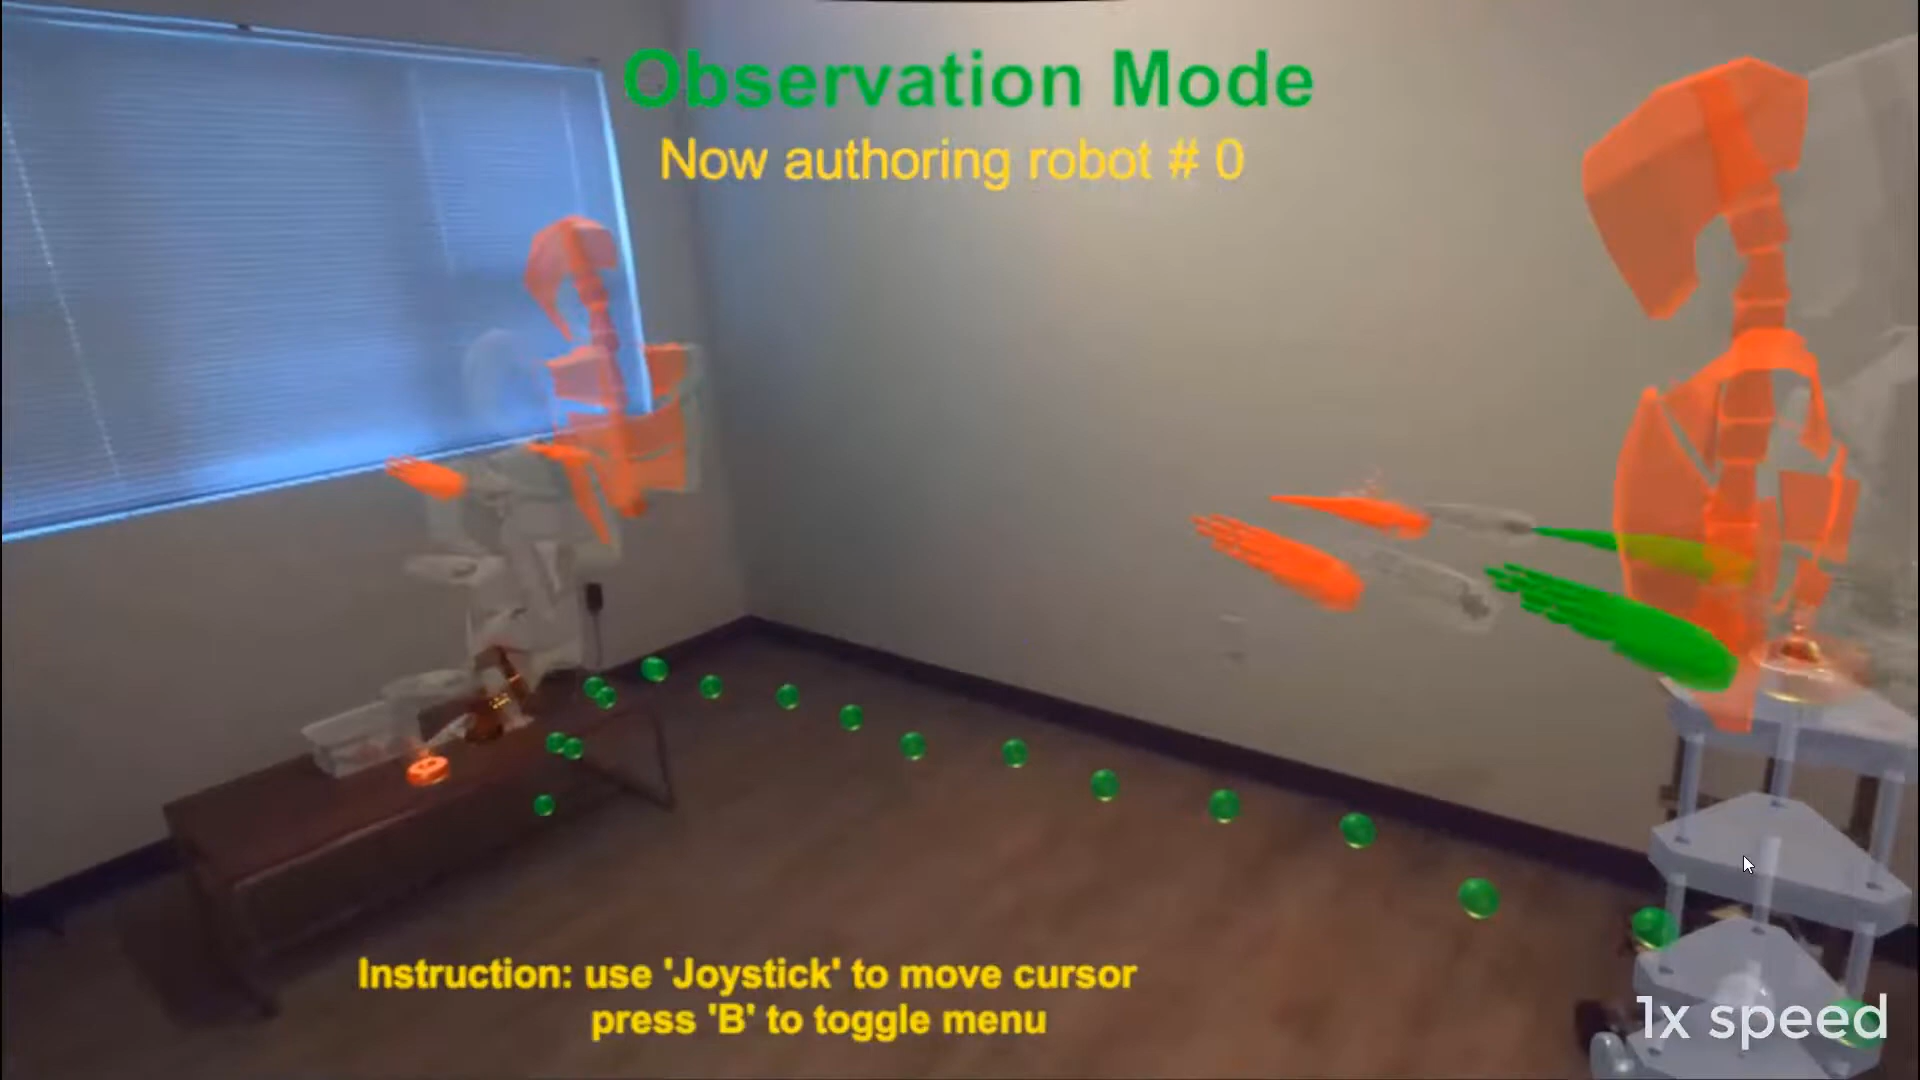 Observation Mode
Now authoring robot # 0
Instruction: use 'Joystick' to move cursor
press 'B' to toggle menu
1x speed